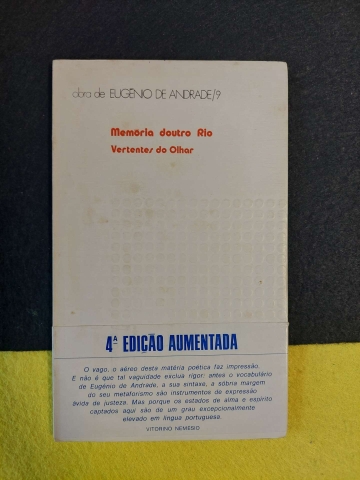 obra de EUGÉNIO DE ANDRADE/9
Memória doutro Rio
Vertentes do Olhar
4ª EDIÇÃO AUMENTADA
O vago, o aéreo desta matéria poética faz impressão.
E não é que tal vaguidade exclua rigor: antes o vocabulário
de Eugénio de Andrade, a sua sintaxe, a sóbria margem
do seu metaforismo são instrumentos de expressão
ávida de justeza. Mas porque os estados de alma e espírito
captados aqui são de um grau excepcionalmente
elevado em língua portuguesa.
VITORINO NEMÉSIO